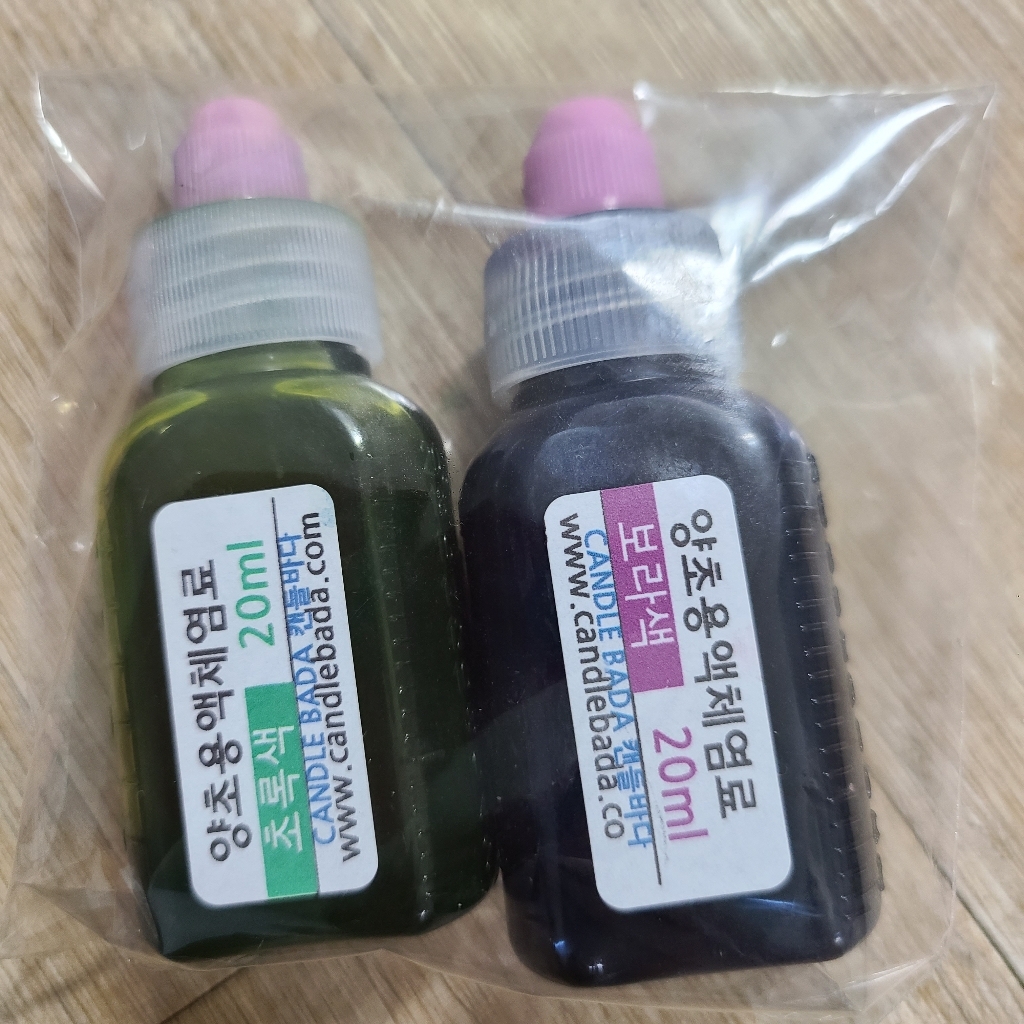 양초용액체염료
초록색 20ml
CANDLE BADA 캔들바다
www.candlebada.com
양초용액체염료
보라색 20ml
CANDLE BADA 캔들바다
www.candlebada.co